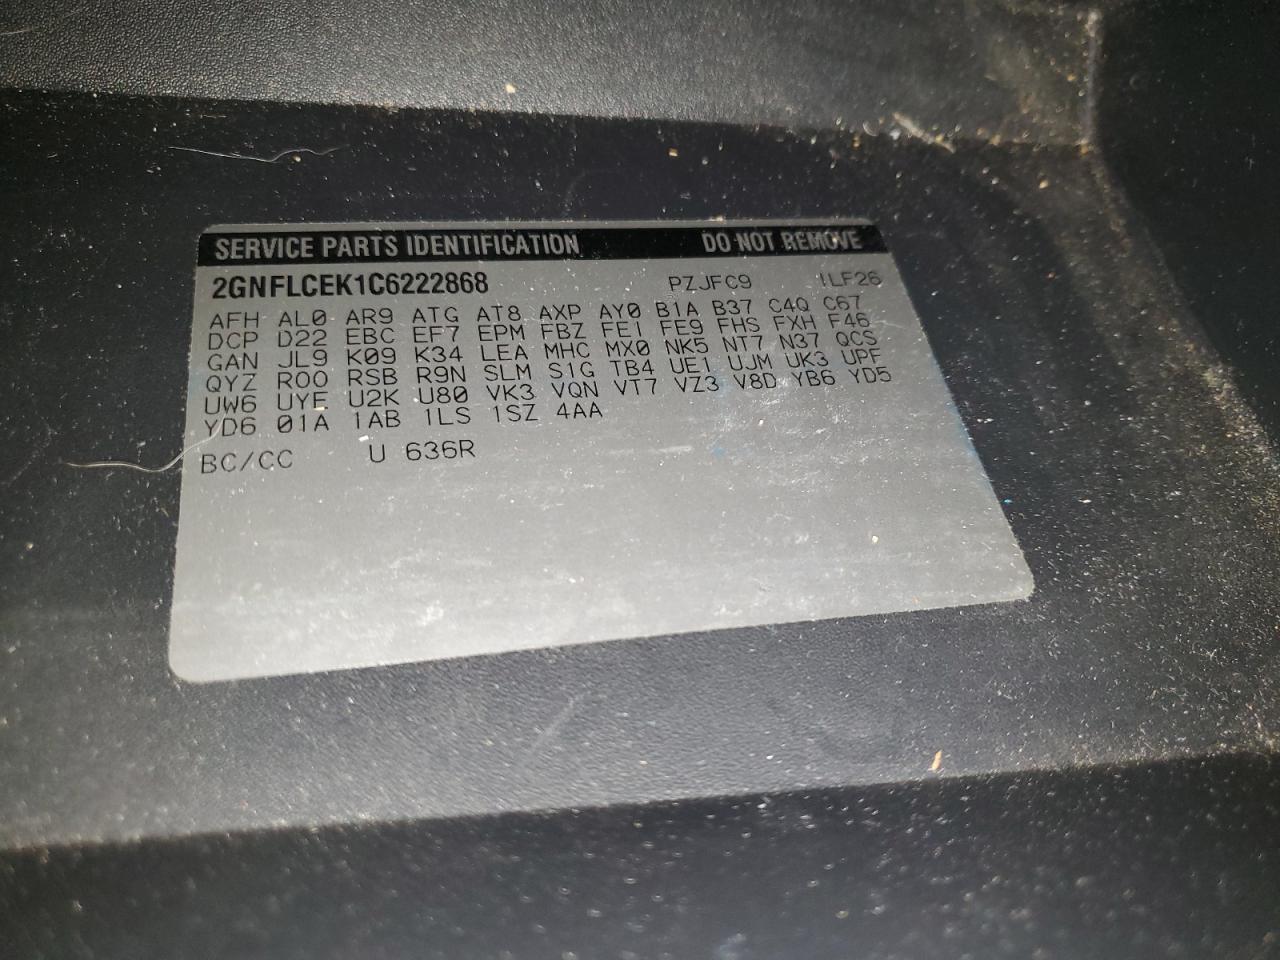 SERVICE PARTS IDENTIFICATION DO NOT REMOVE
2GNFLCEK1C6222868 PZJFC9 1LF26
AFH AL0 AR9 ATG AT8 AXP AY0 B1A B37 C4Q C67
DCP D22 EBC EF7 EPM FBZ FE1 FE9 FHS FXH F46
GAN JL9 K09 K34 LEA MHC MX0 NK5 NT7 N37 QCS
QYZ R00 RSB R9N SLM S1G TB4 UE1 UJM UK3 UPF
UW6 UYE U2K U80 VK3 VQN VT7 VZ3 V8D YB6 YD5
YD6 01A 1AB 1LS 1SZ 4AA
BC/CC U 636R